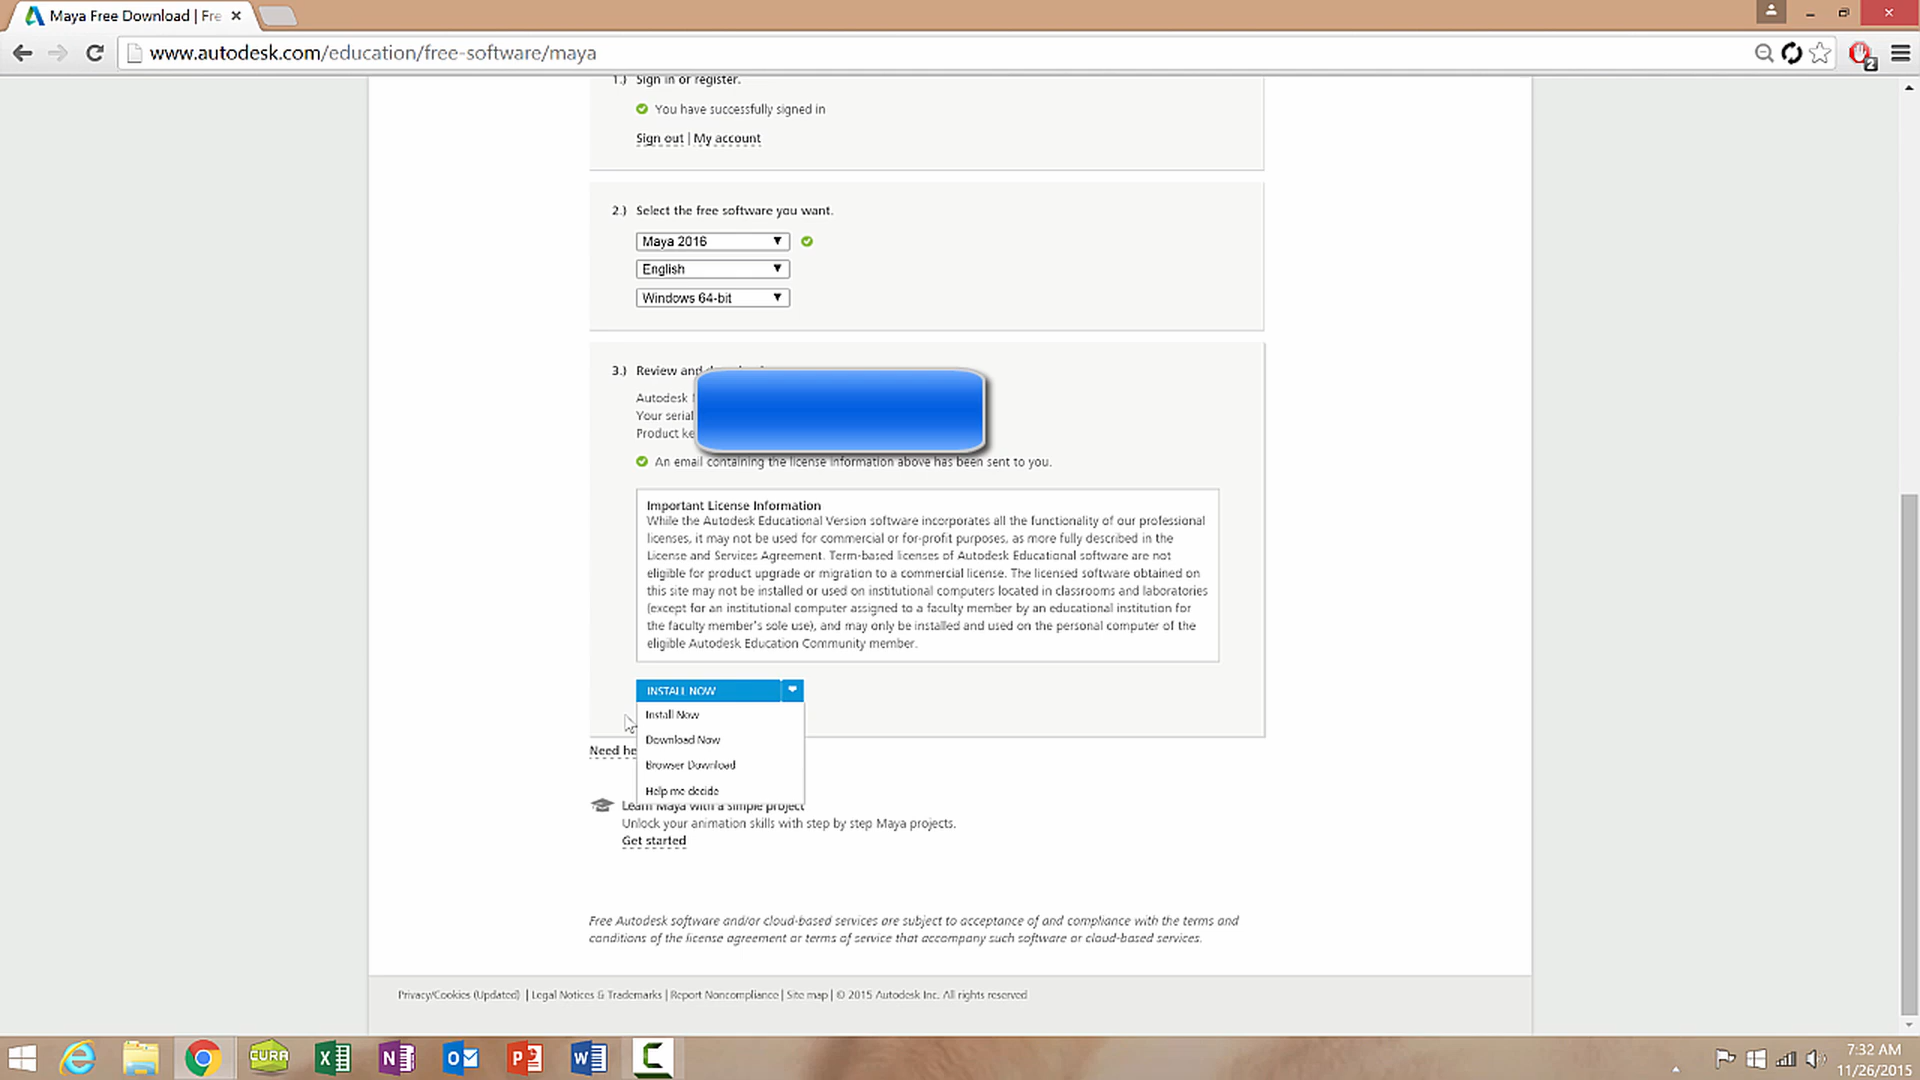 Maya Free Download | Fre
www.autodesk.com/education/free-software/maya
2
1.) Sign in or register.
You have successfully signed in
Sign out | My account
2.) Select the free software you want.
Maya 2016
English
Windows 64-bit
3.) Review and
Autodesk
Your serial
Product ke
An email containing the license information above has been sent to you.
Important License Information
While the Autodesk Educational Version software incorporates all the functionality of our professional
licenses, it may not be used for commercial or for-profit purposes, as more fully described in the
License and Services Agreement. Term-based licenses of Autodesk Educational software are not
eligible for product upgrade or migration to a commercial license. The licensed software obtained on
this site may not be installed or used on institutional computers located in classrooms and laboratories
(except for an institutional computer assigned to a faculty member by an educational institution for
the faculty member's sole use), and may only be installed and used on the personal computer of the
eligible Autodesk Education Community member.
INSTALL NOW
Install Now
Download Now
Need he
Browser Download
Help me decide
Learn Maya with a simple project
Unlock your animation skills with step by step Maya projects.
Get started
Free Autodesk software and/or cloud-based services are subject to acceptance of and compliance with the terms and
conditions of the license agreement or terms of service that accompany such software or cloud-based services.
Privacy/Cookies (Updated) | Legal Notices & Trademarks | Report Noncompliance | Site map | © 2015 Autodesk Inc. All rights reserved
CURA
7:32 AM
11/26/2015